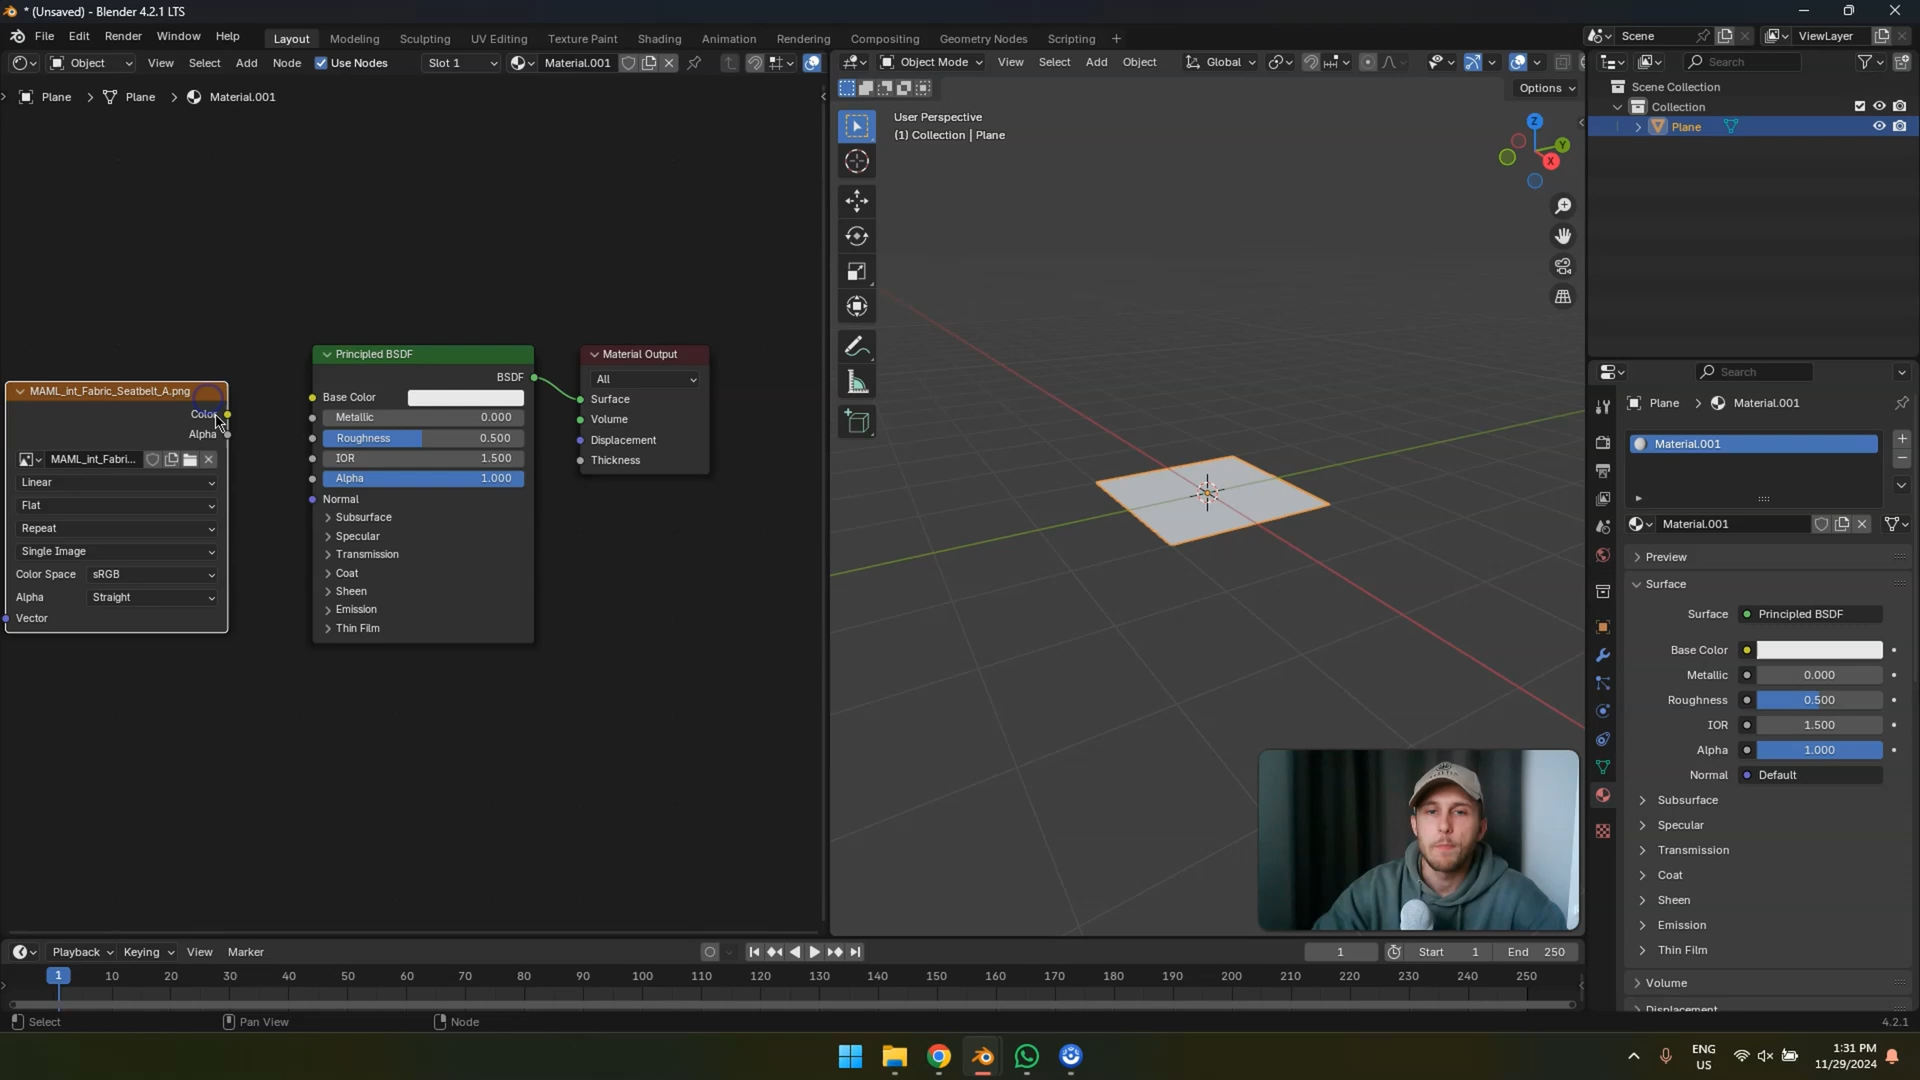 * (Unsaved) - Blender 4.2.1 LTS
File Edit Render Window Help
Layout Modeling Sculpting UV Editing Texture Paint Shading Animation Rendering Compositing Geometry Nodes Scripting +
Scene
ViewLayer
Object View Select Add Node Use Nodes Slot 1 Material.001
Object Mode View Select Add Object Global
Search
Plane > Plane > Material.001
Options
User Perspective
(1) Collection | Plane
Z
Y
X
Scene Collection
Collection
Plane
MAML_int_Fabric_Seatbelt_A.png
Color
Alpha
MAML_int_Fabri...
Linear
Flat
Repeat
Single Image
Color Space sRGB
Alpha Straight
Vector
Principled BSDF
BSDF
Base Color
Metallic 0.000
Roughness 0.500
IOR 1.500
Alpha 1.000
Normal
Subsurface
Specular
Transmission
Coat
Sheen
Emission
Thin Film
Material Output
All
Surface
Volume
Displacement
Thickness
Search
Plane > Material.001
Material.001
Material.001
Preview
Surface
Surface Principled BSDF
Base Color
Metallic 0.000
Roughness 0.500
IOR 1.500
Alpha 1.000
Normal Default
Subsurface
Specular
Transmission
Coat
Sheen
Emission
Thin Film
Volume
Displacement
Playback Keying View Marker
1 Start 1 End 250
1 10 20 30 40 50 60 70 80 90 100 110 120 130 140 150 160 170 180 190 200 210 220 230 240 250
Select Pan View Node
4.2.1
ENG
US
1:31 PM
11/29/2024